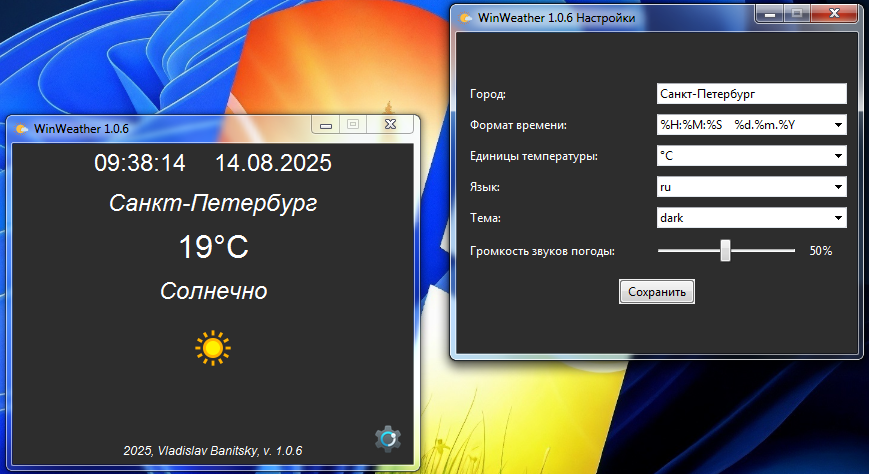 WinWeather 1.0.6
09:38:14 14.08.2025
Санкт-Петербург
19°C
Солнечно
2025, Vladislav Banitsky, v. 1.0.6
WinWeather 1.0.6 Настройки
Город: Санкт-Петербург
Формат времени: %H:%M:%S %d.%m.%Y
Единицы температуры: °C
Язык: ru
Тема: dark
Громкость звуков погоды: 50%
Сохранить